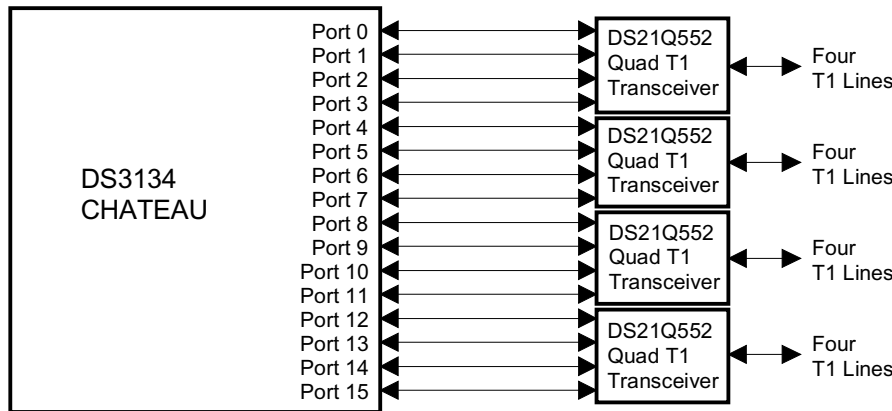 DS3134
CHATEAU
Port 0
Port 1
Port 2
Port 3
Port 4
Port 5
Port 6
Port 7
Port 8
Port 9
Port 10
Port 11
Port 12
Port 13
Port 14
Port 15
DS21Q552
Quad T1
Transceiver
Four
T1 Lines
DS21Q552
Quad T1
Transceiver
Four
T1 Lines
DS21Q552
Quad T1
Transceiver
Four
T1 Lines
DS21Q552
Quad T1
Transceiver
Four
T1 Lines